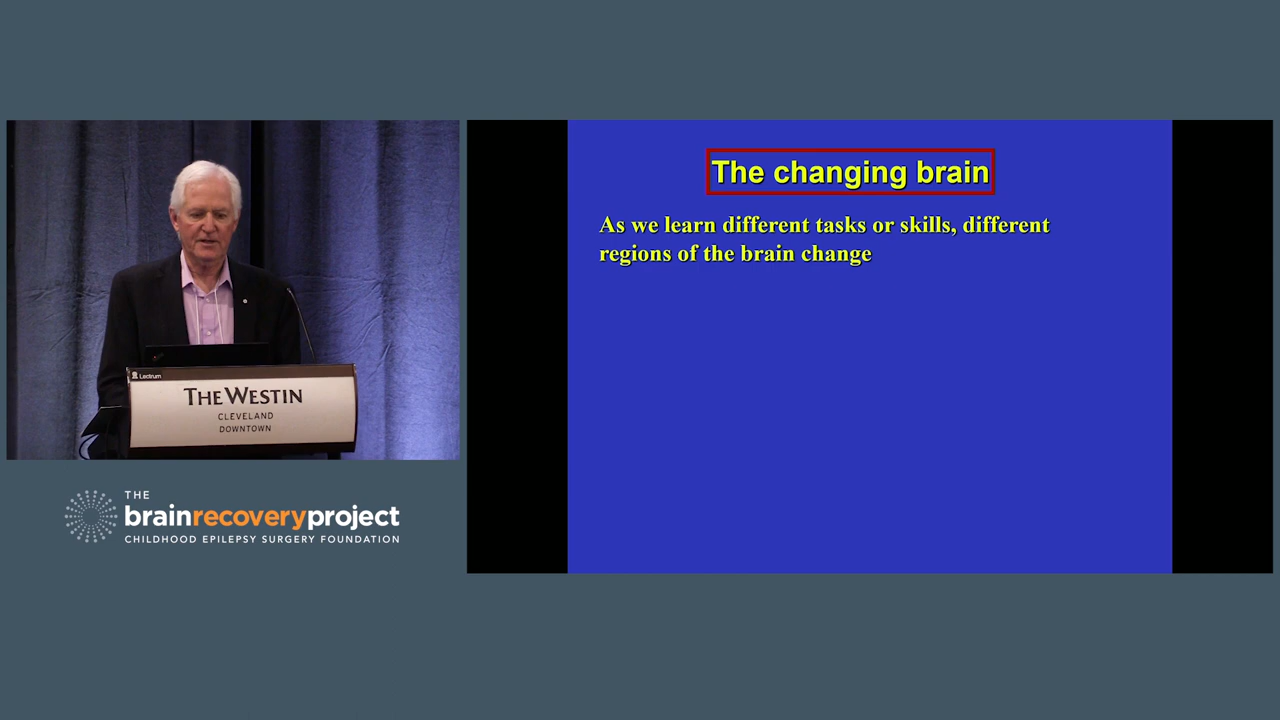 The changing brain
As we learn different tasks or skills, different
regions of the brain change
Lectrum
THE WESTIN
CLEVELAND
DOWNTOWN
THE
brainrecoveryproject
CHILDHOOD EPILEPSY SURGERY FOUNDATION